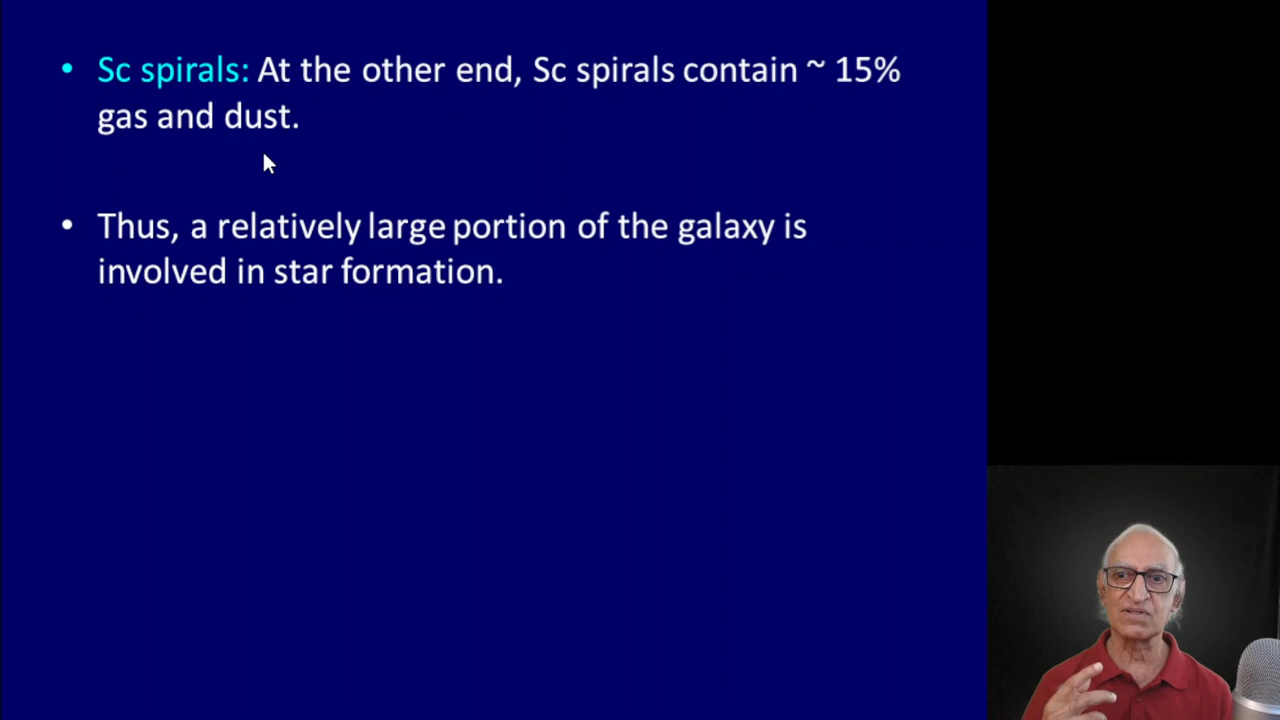 • Sc spirals: At the other end, Sc spirals contain ~ 15%
gas and dust.
• Thus, a relatively large portion of the galaxy is
involved in star formation.